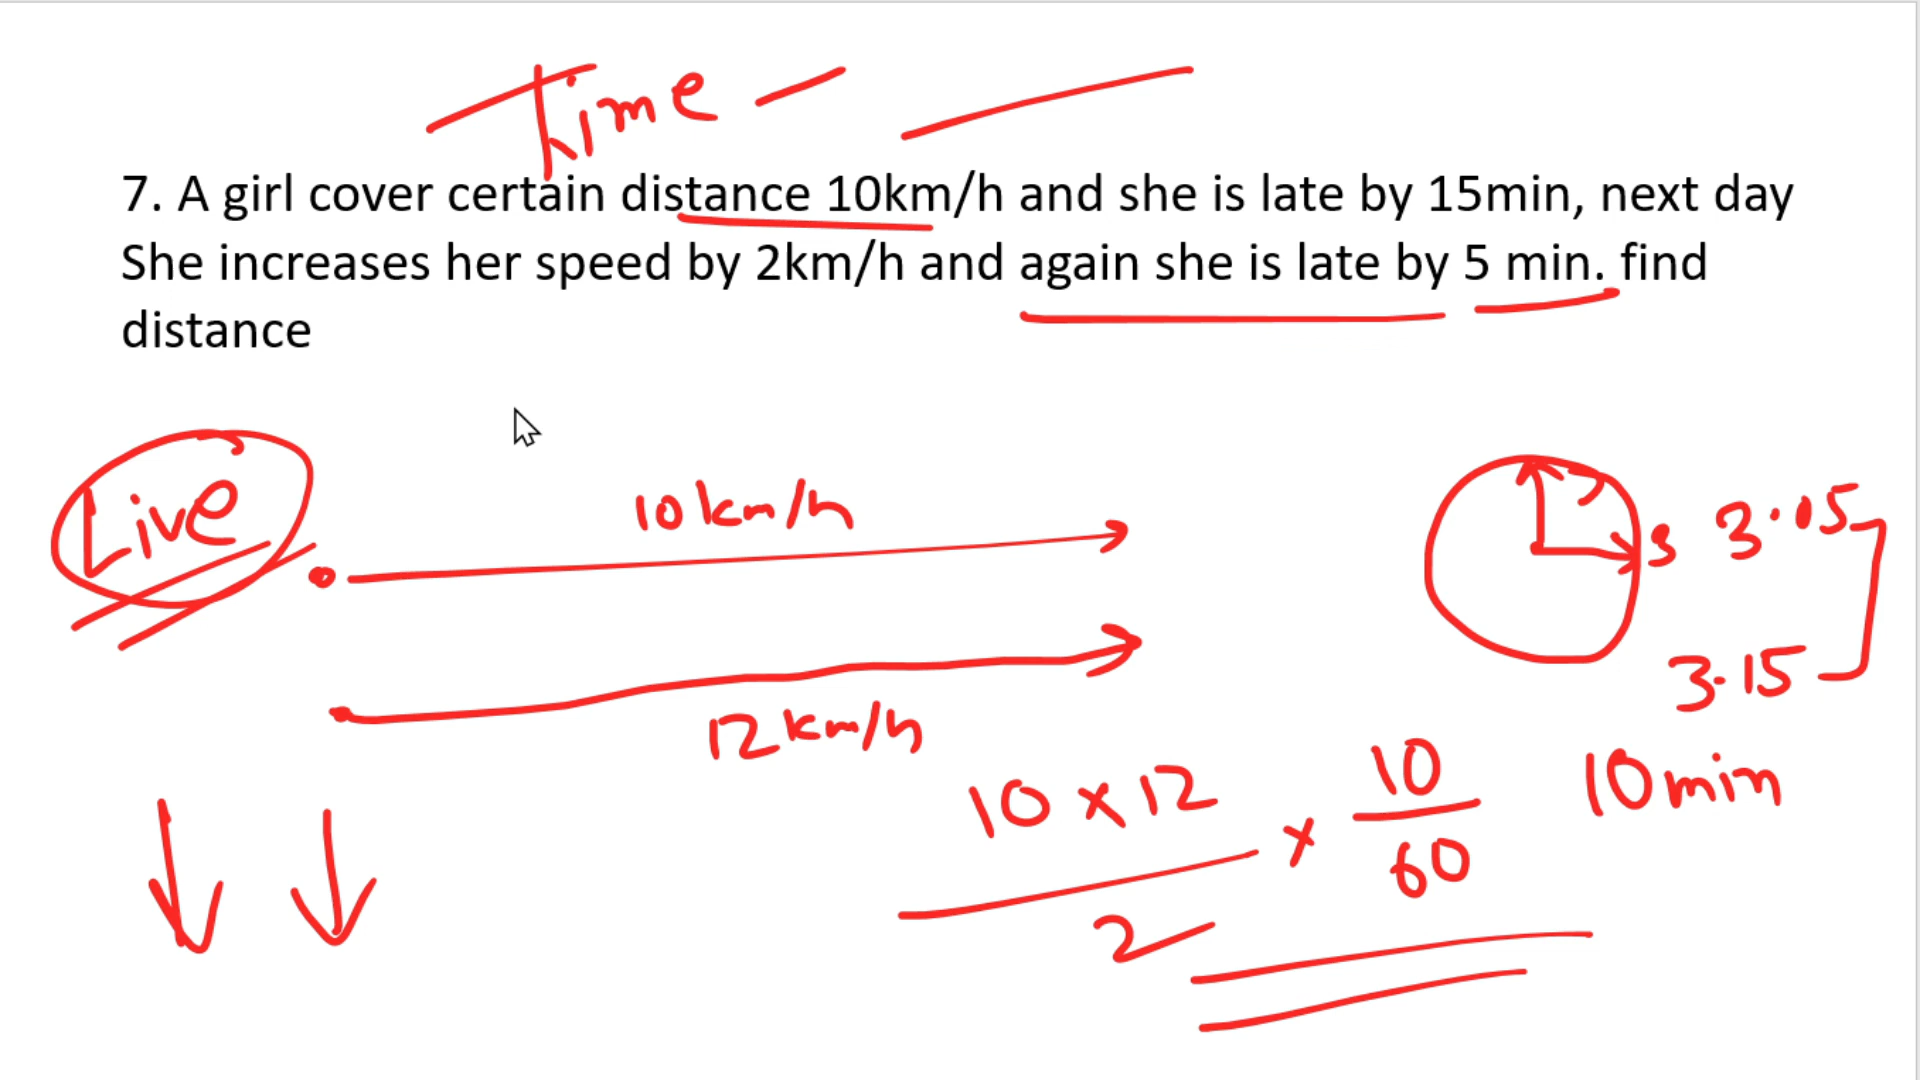 Time -
7. A girl cover certain distance 10km/h and she is late by 15min, next day
She increases her speed by 2km/h and again she is late by 5 min. find
distance
Live
10km/h
3 3.05
12km/h
3.15
10 x 12
2
x
10
60
10min